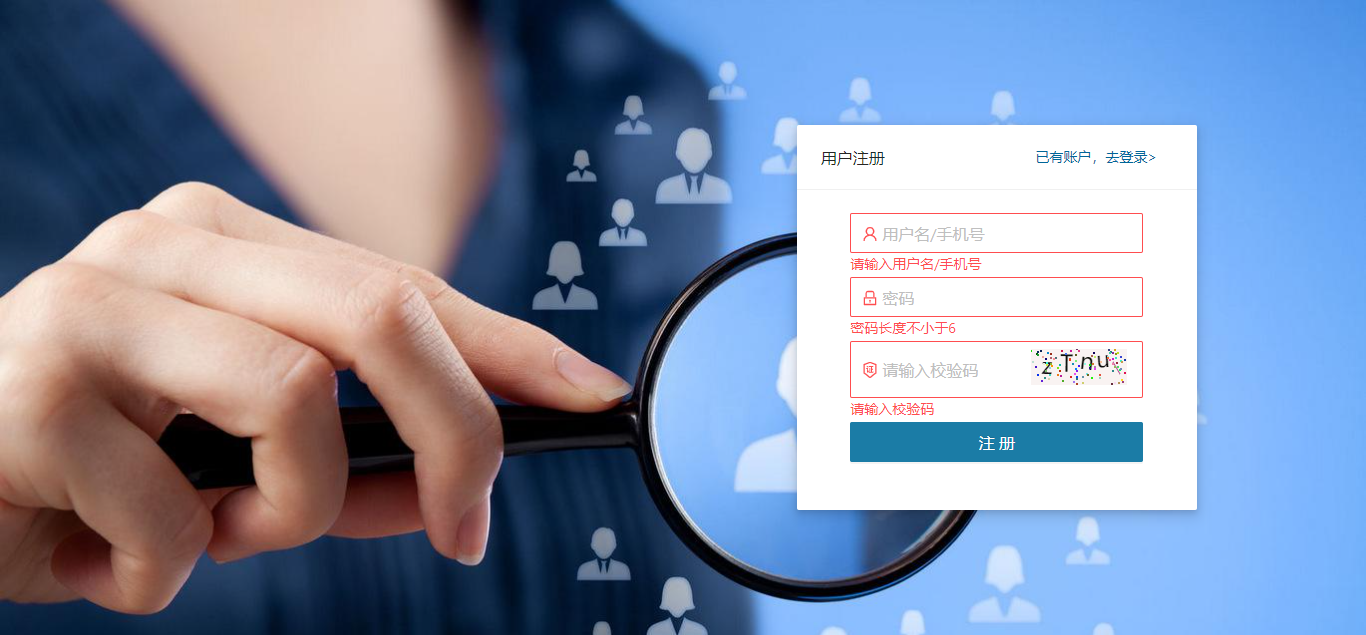 用户注册
已有账户，去登录>
用户名/手机号
请输入用户名/手机号
密码
密码长度不小于6
证
请输入校验码
zTnu
请输入校验码
注 册